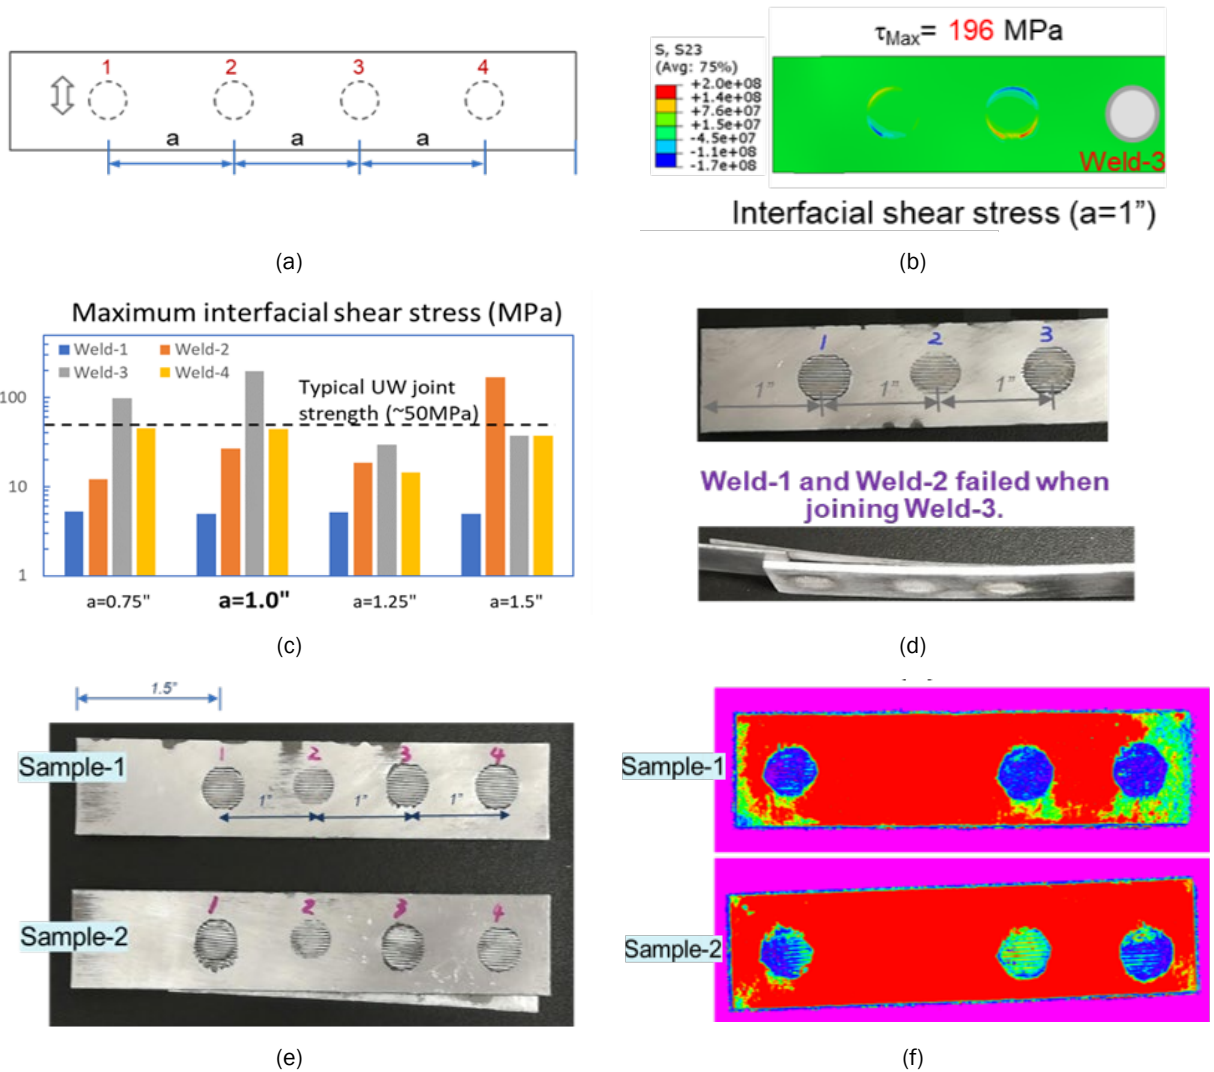 1 2 3 4
a a a
(a)
τMax= 196 MPa
S, S23
(Avg: 75%)
+2.0e+08
+1.4e+08
+7.6e+07
+1.5e+07
-4.5e+07
-1.1e+08
-1.7e+08
Weld-3
Interfacial shear stress (a=1”)
(b)
Maximum interfacial shear stress (MPa)
Weld-1 Weld-2
Weld-3 Weld-4
Typical UW joint
strength (~50MPa)
100
10
1
a=0.75" a=1.0" a=1.25" a=1.5"
(c)
1 2 3
1” 1” 1”
Weld-1 and Weld-2 failed when
joining Weld-3.
(d)
1.5”
Sample-1
1 2 3 4
1” 1” 1”
Sample-2
1 2 3 4
(e)
Sample-1
Sample-2
(f)